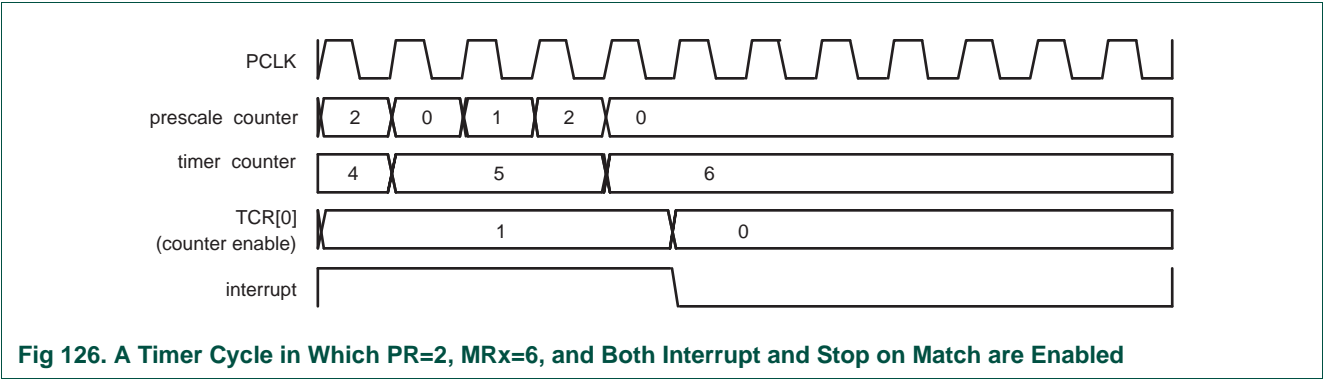 PCLK
prescale counter 2 0 1 2 0
timer counter 4 5 6
TCR[0]
(counter enable) 1 0
interrupt
Fig 126. A Timer Cycle in Which PR=2, MRx=6, and Both Interrupt and Stop on Match are Enabled